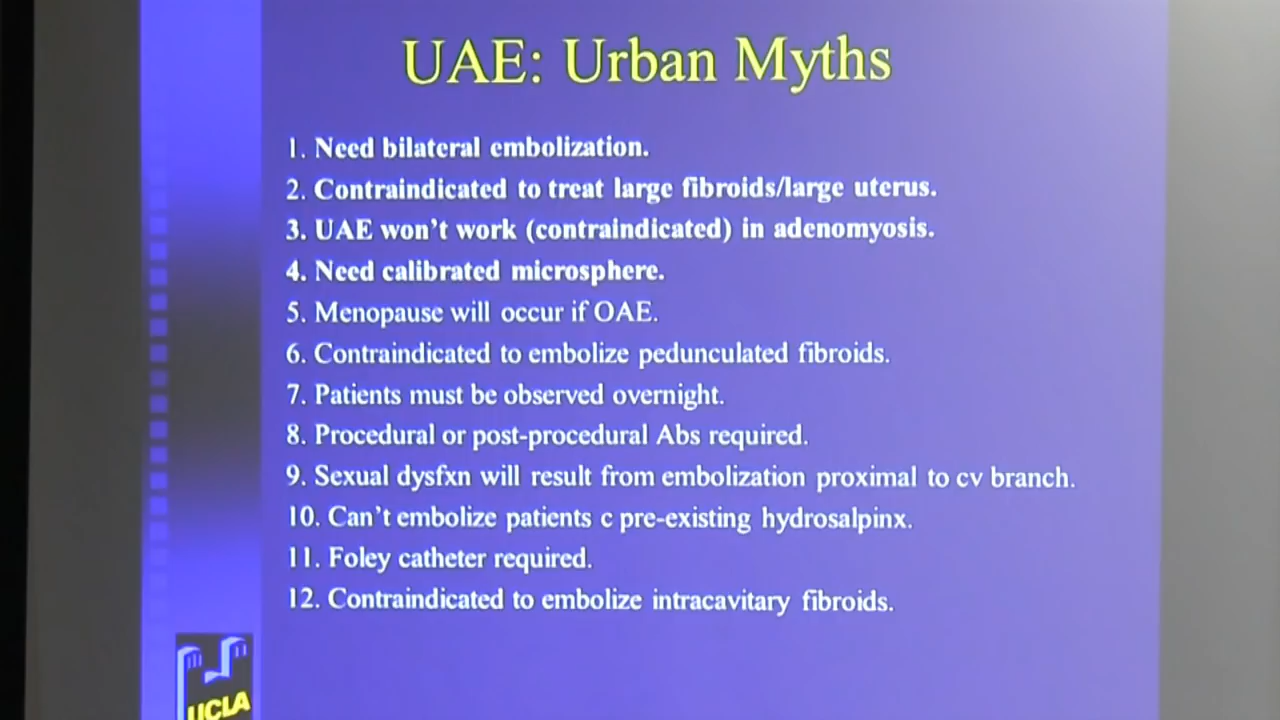 UAE: Urban Myths
1. Need bilateral embolization.
2. Contraindicated to treat large fibroids/large uterus.
3. UAE won't work (contraindicated) in adenomyosis.
4. Need calibrated microsphere.
5. Menopause will occur if OAE.
6. Contraindicated to embolize pedunculated fibroids.
7. Patients must be observed overnight.
8. Procedural or post-procedural Abs required.
9. Sexual dysfxn will result from embolization proximal to cv branch.
10. Can't embolize patients c pre-existing hydrosalpinx.
11. Foley catheter required.
12. Contraindicated to embolize intracavitary fibroids.
UCLA